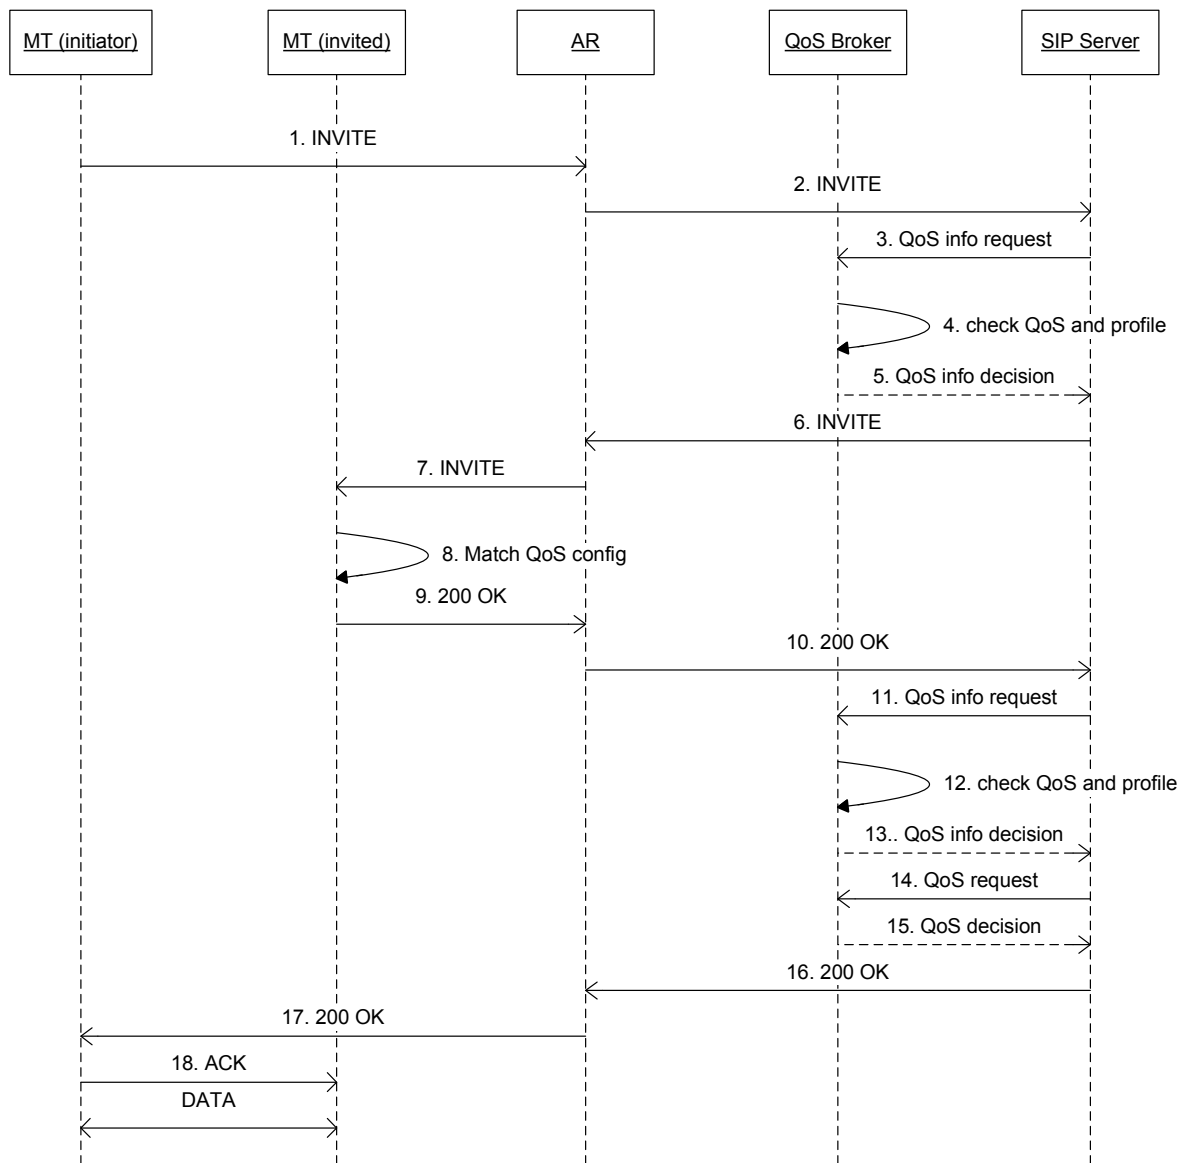 MT (initiator)
MT (invited)
AR
QoS Broker
SIP Server
1. INVITE
2. INVITE
3. QoS info request
4. check QoS and profile
5. QoS info decision
6. INVITE
7. INVITE
8. Match QoS config
9. 200 OK
10. 200 OK
11. QoS info request
12. check QoS and profile
13.. QoS info decision
14. QoS request
15. QoS decision
16. 200 OK
17. 200 OK
18. ACK
DATA